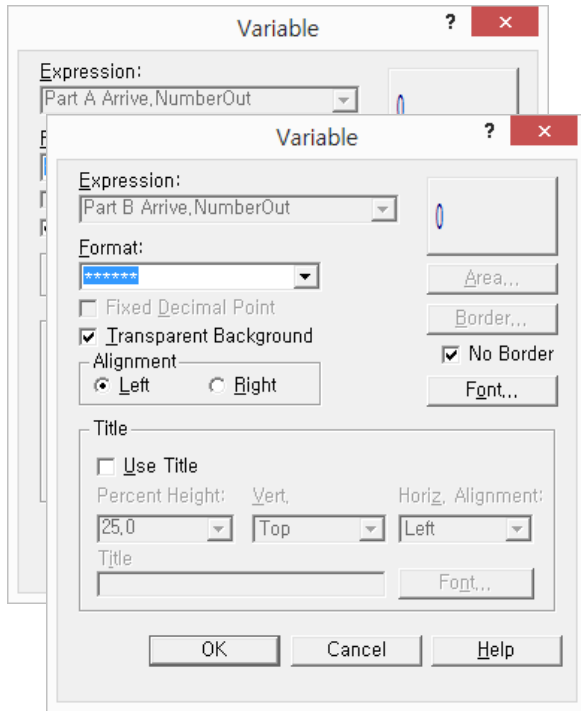 Variable
?
Expression:
Part A Arrive,NumberOut
0
Variable
?
Expression:
Part B Arrive,NumberOut
0
Format:
******
Area,,,
Fixed Decimal Point
Border,,,
Transparent Background
No Border
Alignment
Left Right
Font,,,
Title
Use Title
Percent Height: Vert, Horiz, Alignment:
25,0 Top Left
Title
Font,,,
OK Cancel Help